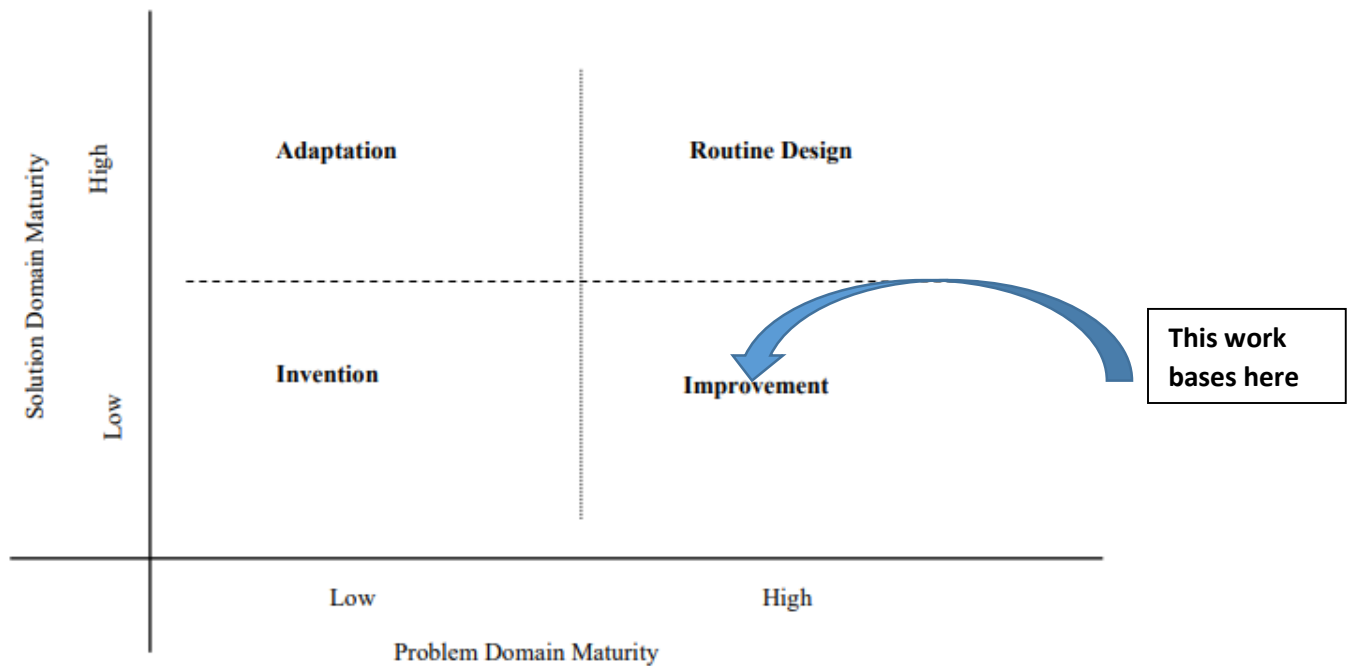 Solution Domain Maturity
High
Low
Adaptation
Routine Design
Invention
Improvement
This work
bases here
Low
High
Problem Domain Maturity